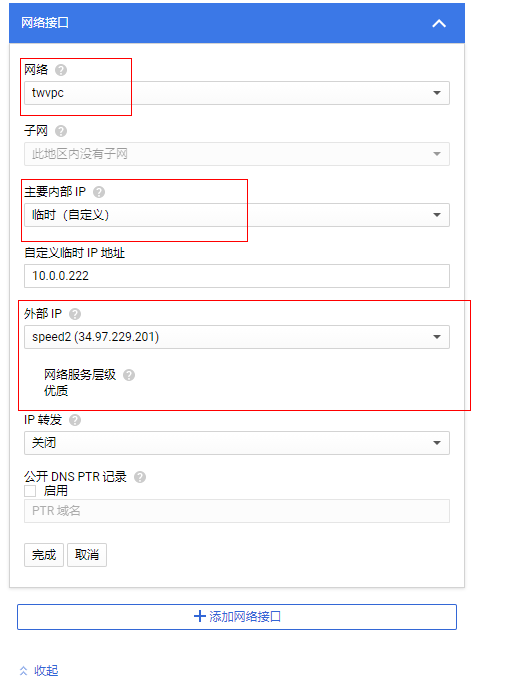 网络接口
网络
twvpc
子网
此地区内没有子网
主要内部 IP
临时（自定义）
自定义临时 IP 地址
10.0.0.222
外部 IP
speed2 (34.97.229.201)
网络服务层级
优质
IP 转发
关闭
公开 DNS PTR 记录
启用
PTR 域名
完成 取消
添加网络接口
收起